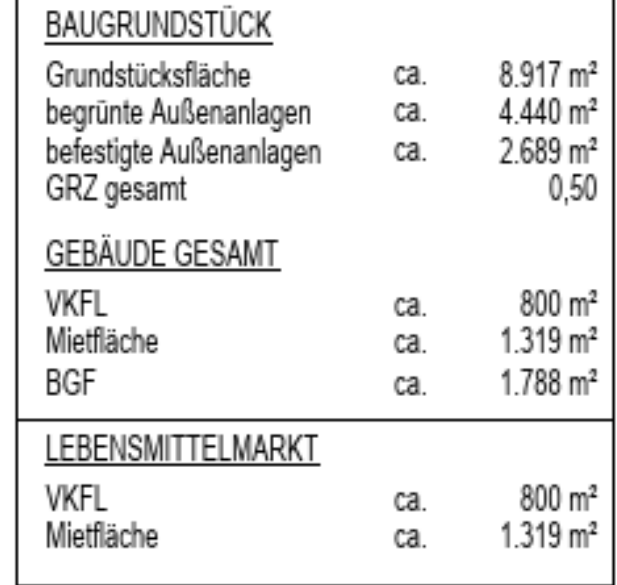 BAUGRUNDSTÜCK
Grundstücksfläche ca. 8.917 m²
begrünte Außenanlagen ca. 4.440 m²
befestigte Außenanlagen ca. 2.689 m²
GRZ gesamt 0,50
GEBÄUDE GESAMT
VKFL ca. 800 m²
Mietfläche ca. 1.319 m²
BGF ca. 1.788 m²
LEBENSMITTELMARKT
VKFL ca. 800 m²
Mietfläche ca. 1.319 m²